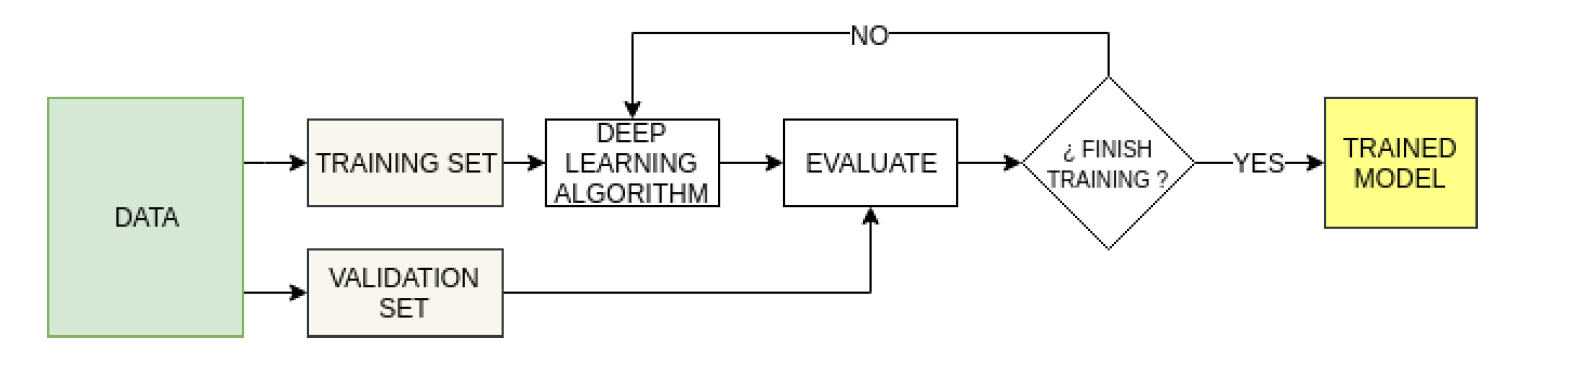 NO
DATA
TRAINING SET
VALIDATION
SET
DEEP
LEARNING
ALGORITHM
EVALUATE
¿ FINISH
TRAINING ?
YES
TRAINED
MODEL